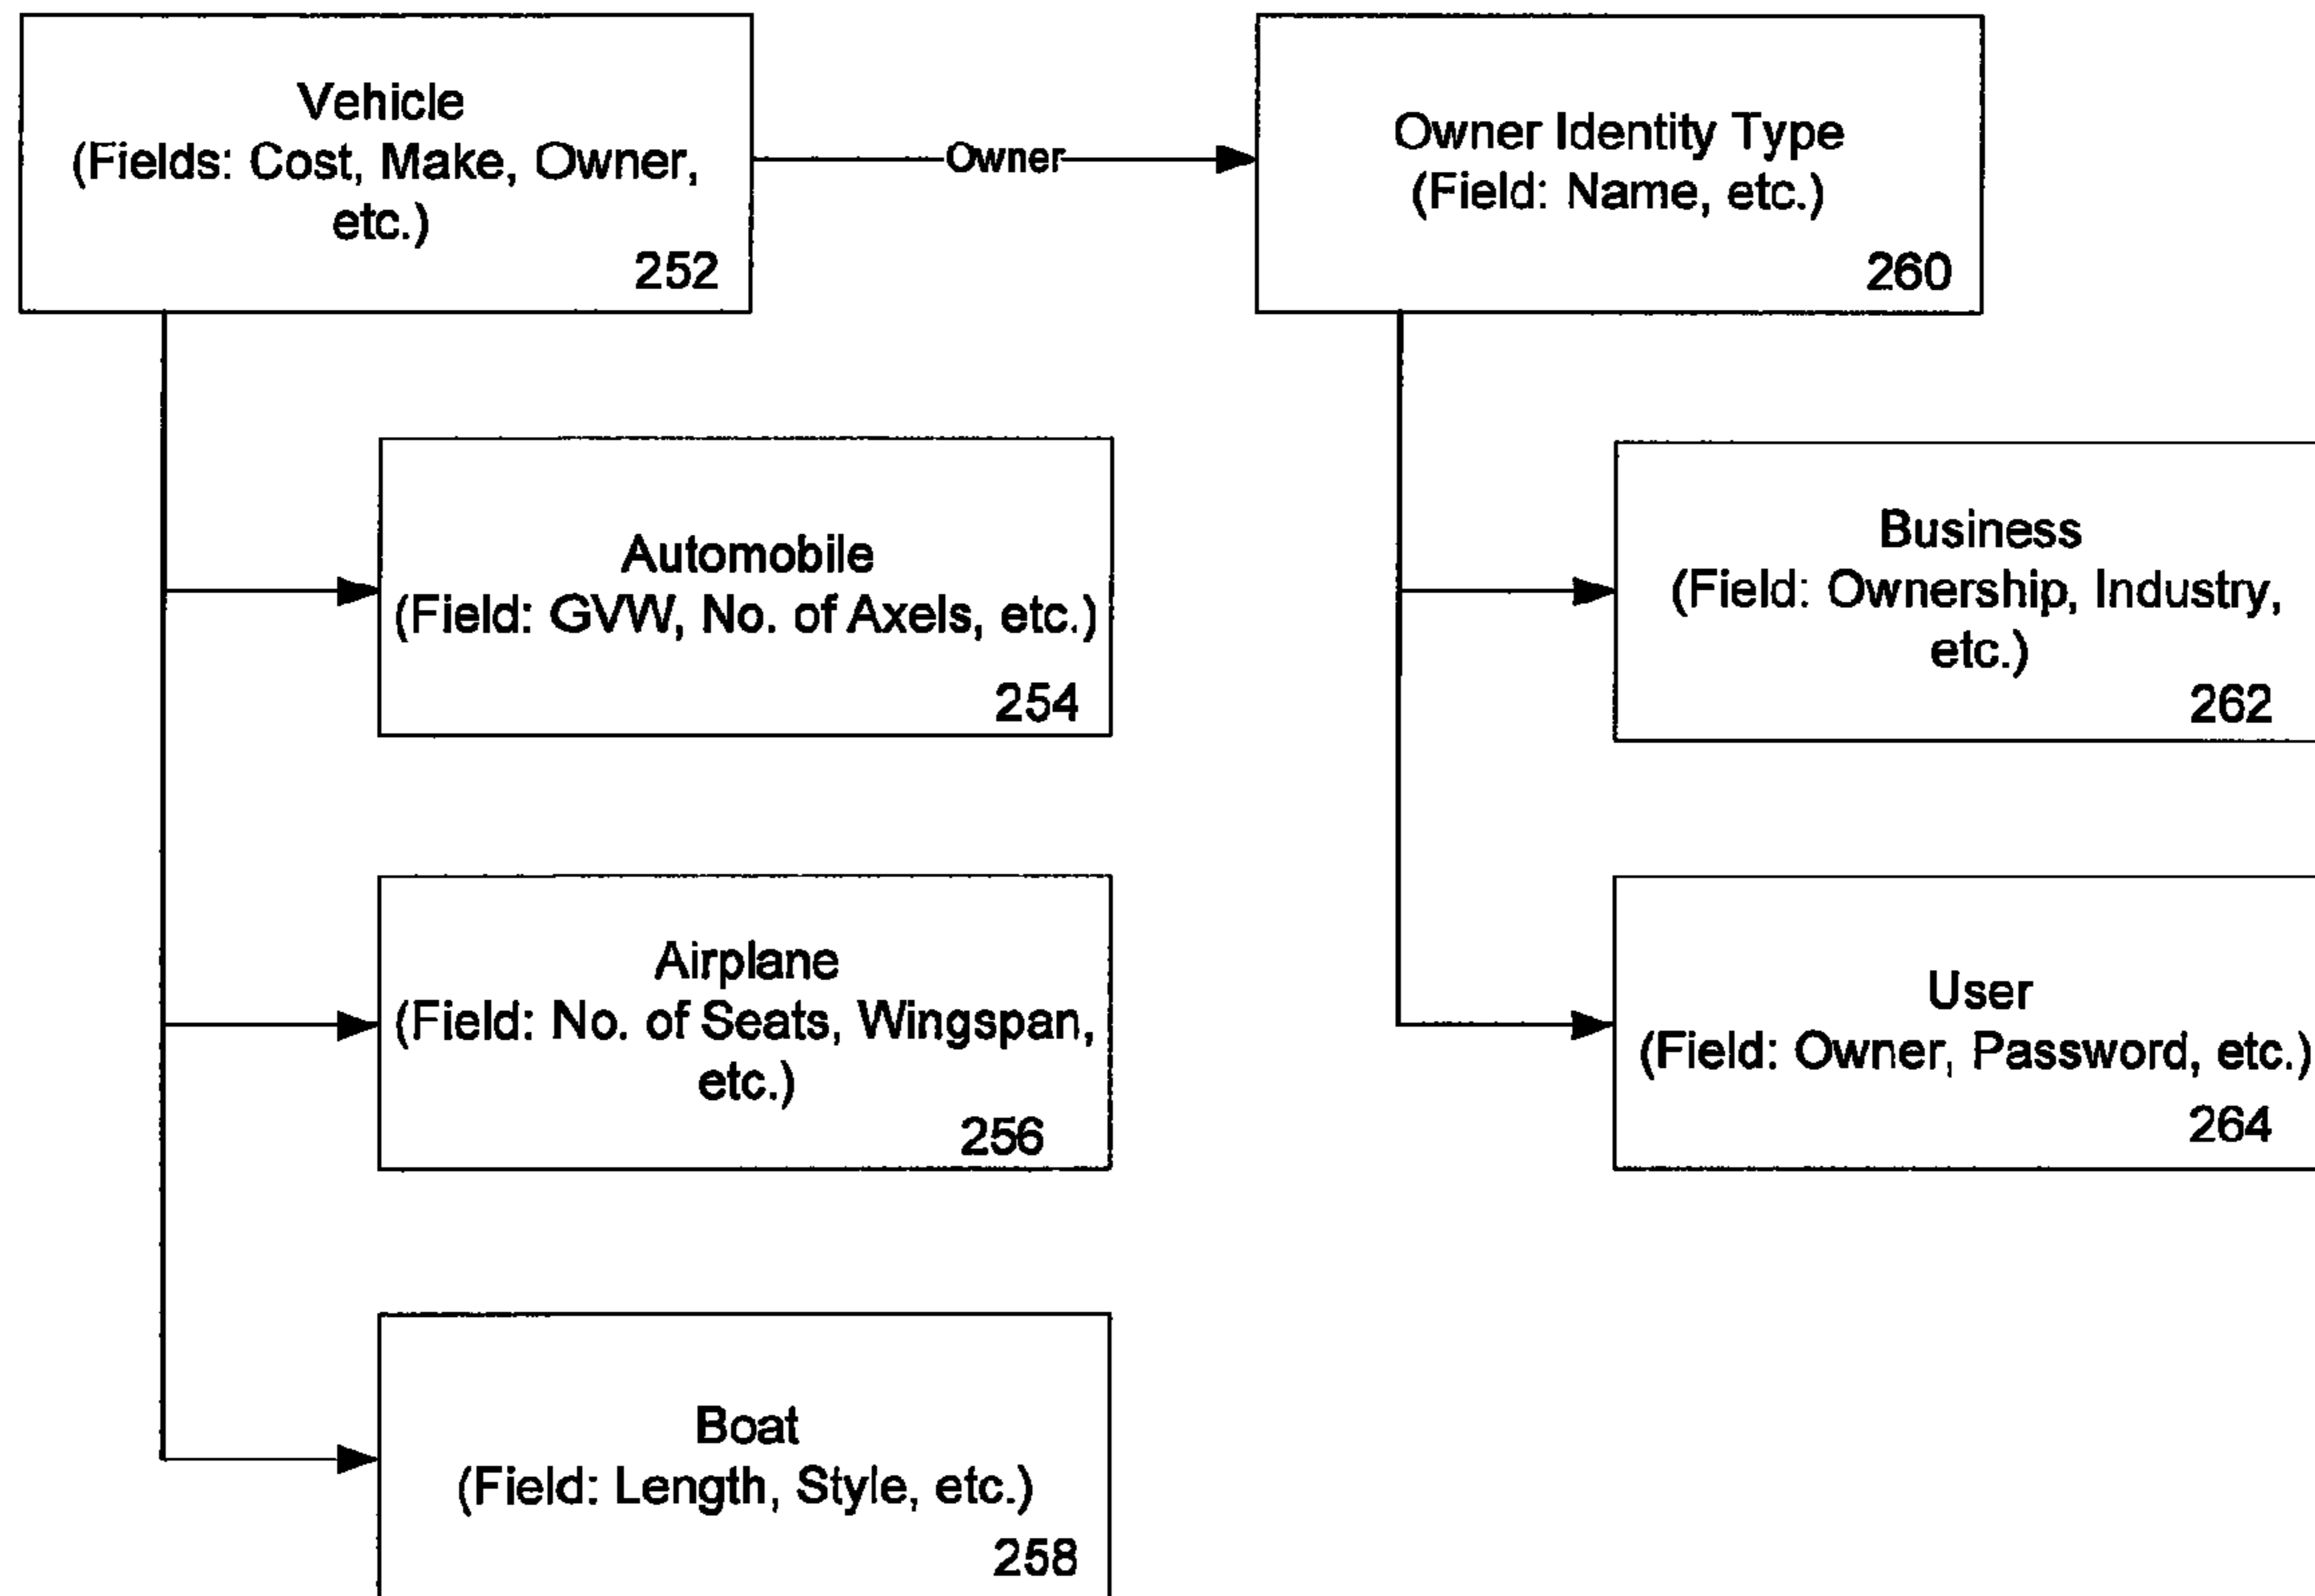 Vehicle
(Fields: Cost, Make, Owner,
etc.)
252
Owner
Owner Identity Type
(Field: Name, etc.)
260
Automobile
(Field: GVW, No. of Axels, etc.)
254
Business
(Field: Ownership, Industry,
etc.)
262
Airplane
(Field: No. of Seats, Wingspan,
etc.)
256
User
(Field: Owner, Password, etc.)
264
Boat
(Field: Length, Style, etc.)
258